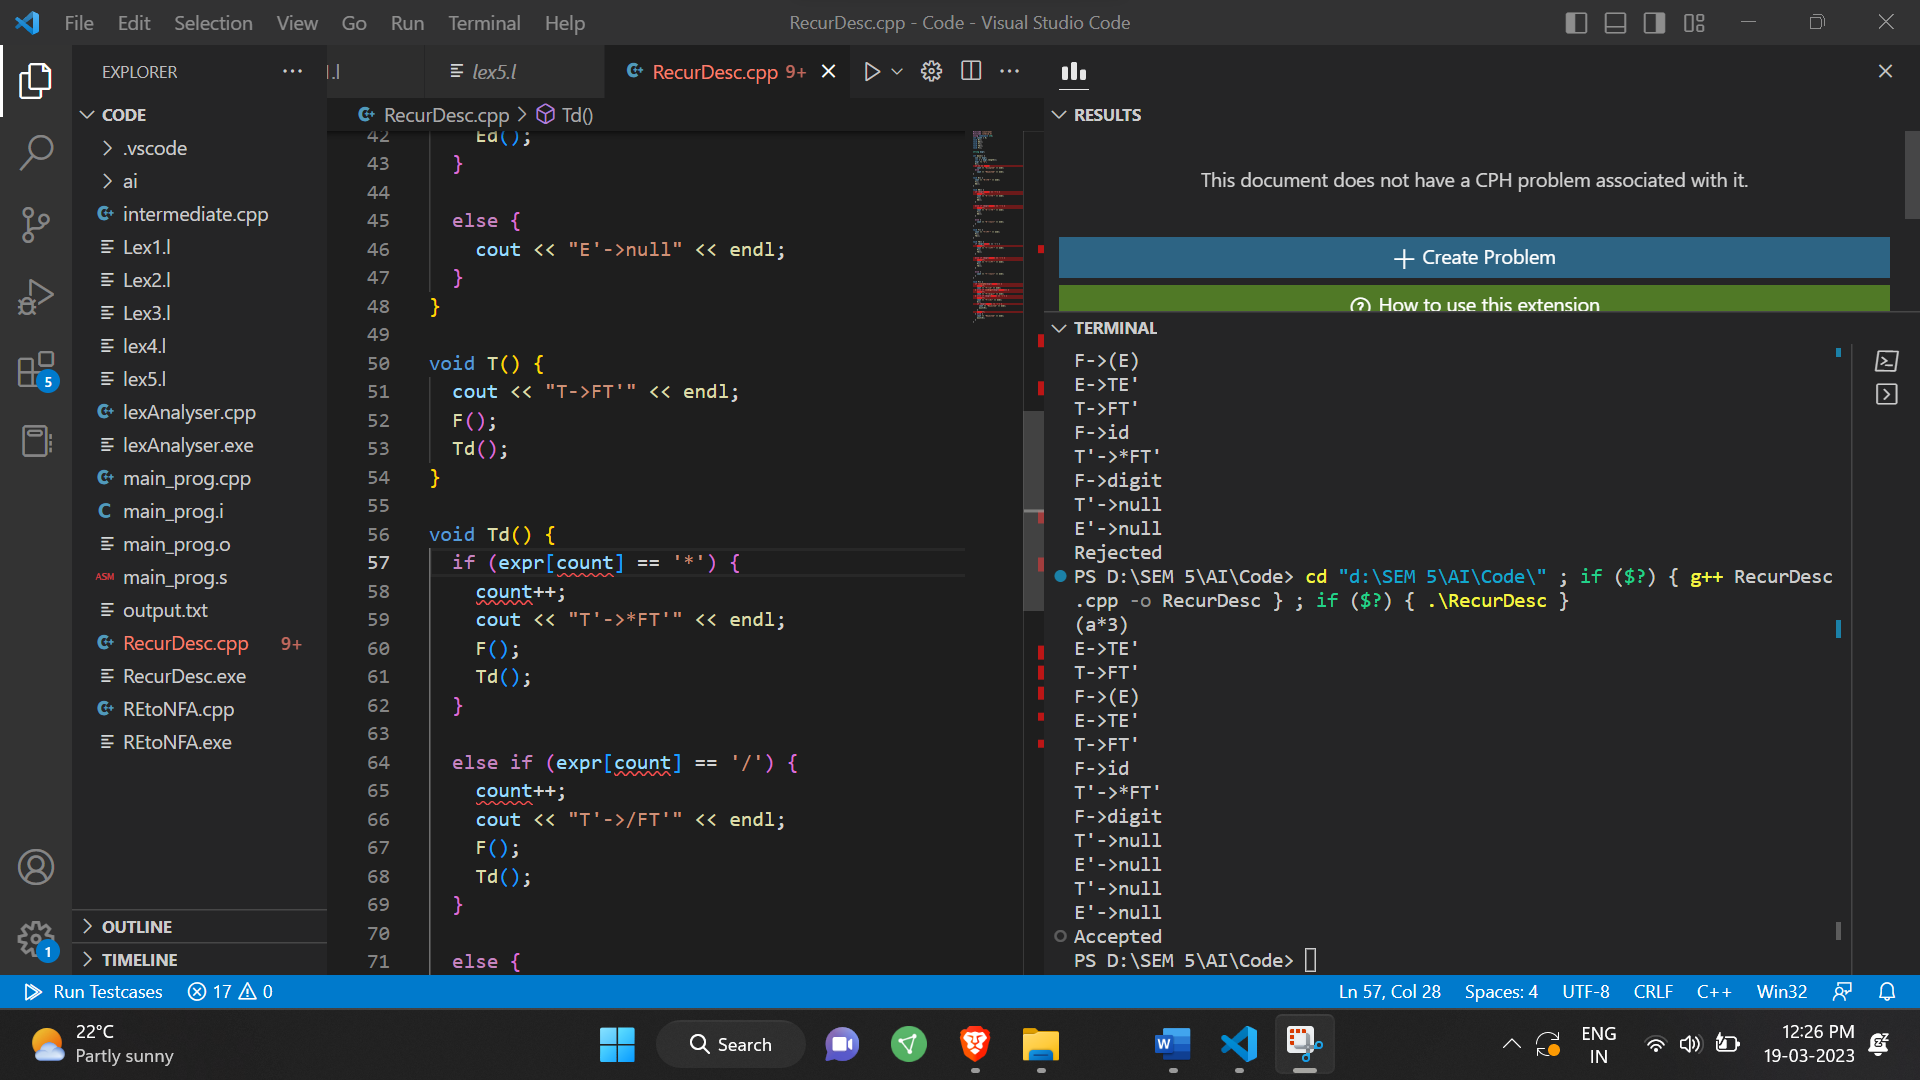 File Edit Selection View Go Run Terminal Help
RecurDesc.cpp - Code - Visual Studio Code
EXPLORER
CODE
.vscode
ai
intermediate.cpp
Lex1.l
Lex2.l
Lex3.l
lex4.l
lex5.l
lexAnalyser.cpp
lexAnalyser.exe
main_prog.cpp
C main_prog.i
main_prog.o
ASM main_prog.s
output.txt
RecurDesc.cpp 9+
RecurDesc.exe
REtoNFA.cpp
REtoNFA.exe
OUTLINE
TIMELINE
5
1
.l lex5.l RecurDesc.cpp 9+
RecurDesc.cpp > Td()
42 Ed();
43 }
44
45 else {
46 cout << "E'->null" << endl;
47 }
48 }
49
50 void T() {
51 cout << "T->FT'" << endl;
52 F();
53 Td();
54 }
55
56 void Td() {
57 if (expr[count] == '*') {
58 count++;
59 cout << "T'->*FT'" << endl;
60 F();
61 Td();
62 }
63
64 else if (expr[count] == '/') {
65 count++;
66 cout << "T'->/FT'" << endl;
67 F();
68 Td();
69 }
70
71 else {
RESULTS
This document does not have a CPH problem associated with it.
+ Create Problem
How to use this extension
TERMINAL
F->(E)
E->TE'
T->FT'
F->id
T'->*FT'
F->digit
T'->null
E'->null
Rejected
PS D:\SEM 5\AI\Code> cd "d:\SEM 5\AI\Code\" ; if ($?) { g++ RecurDesc
.cpp -o RecurDesc } ; if ($?) { .\RecurDesc }
(a*3)
E->TE'
T->FT'
F->(E)
E->TE'
T->FT'
F->id
T'->*FT'
F->digit
T'->null
E'->null
T'->null
E'->null
Accepted
PS D:\SEM 5\AI\Code>
Run Testcases 17 0
Ln 57, Col 28 Spaces: 4 UTF-8 CRLF C++ Win32
22°C
Partly sunny
Search
W
ENG
IN
12:26 PM
19-03-2023